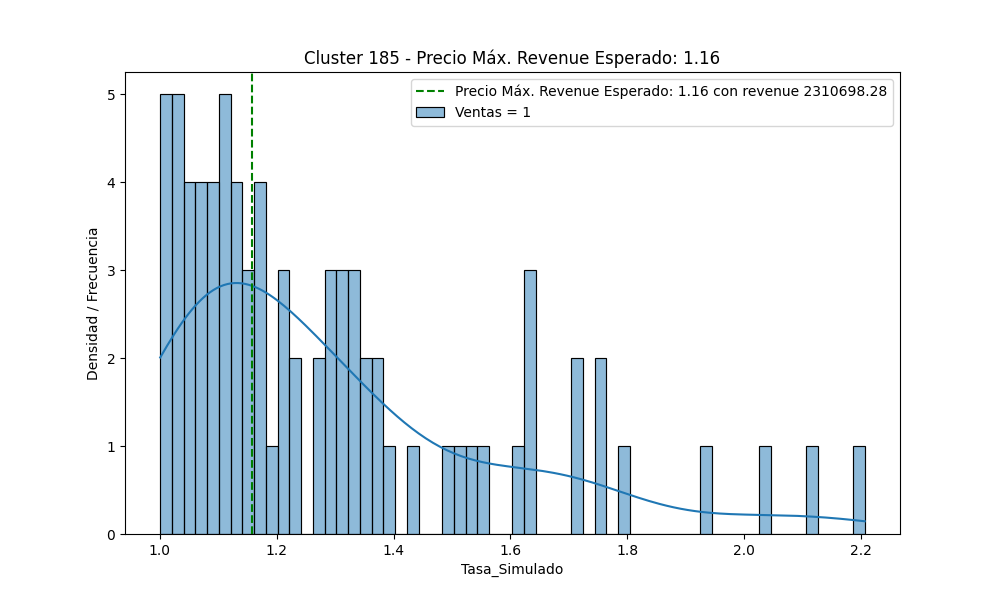 Cluster 185 - Precio Máx. Revenue Esperado: 1.16
Precio Máx. Revenue Esperado: 1.16 con revenue 2310698.28
Ventas = 1
Densidad / Frecuencia
5
4
3
2
1
0
1.0
1.2
1.4
1.6
1.8
2.0
2.2
Tasa_Simulado